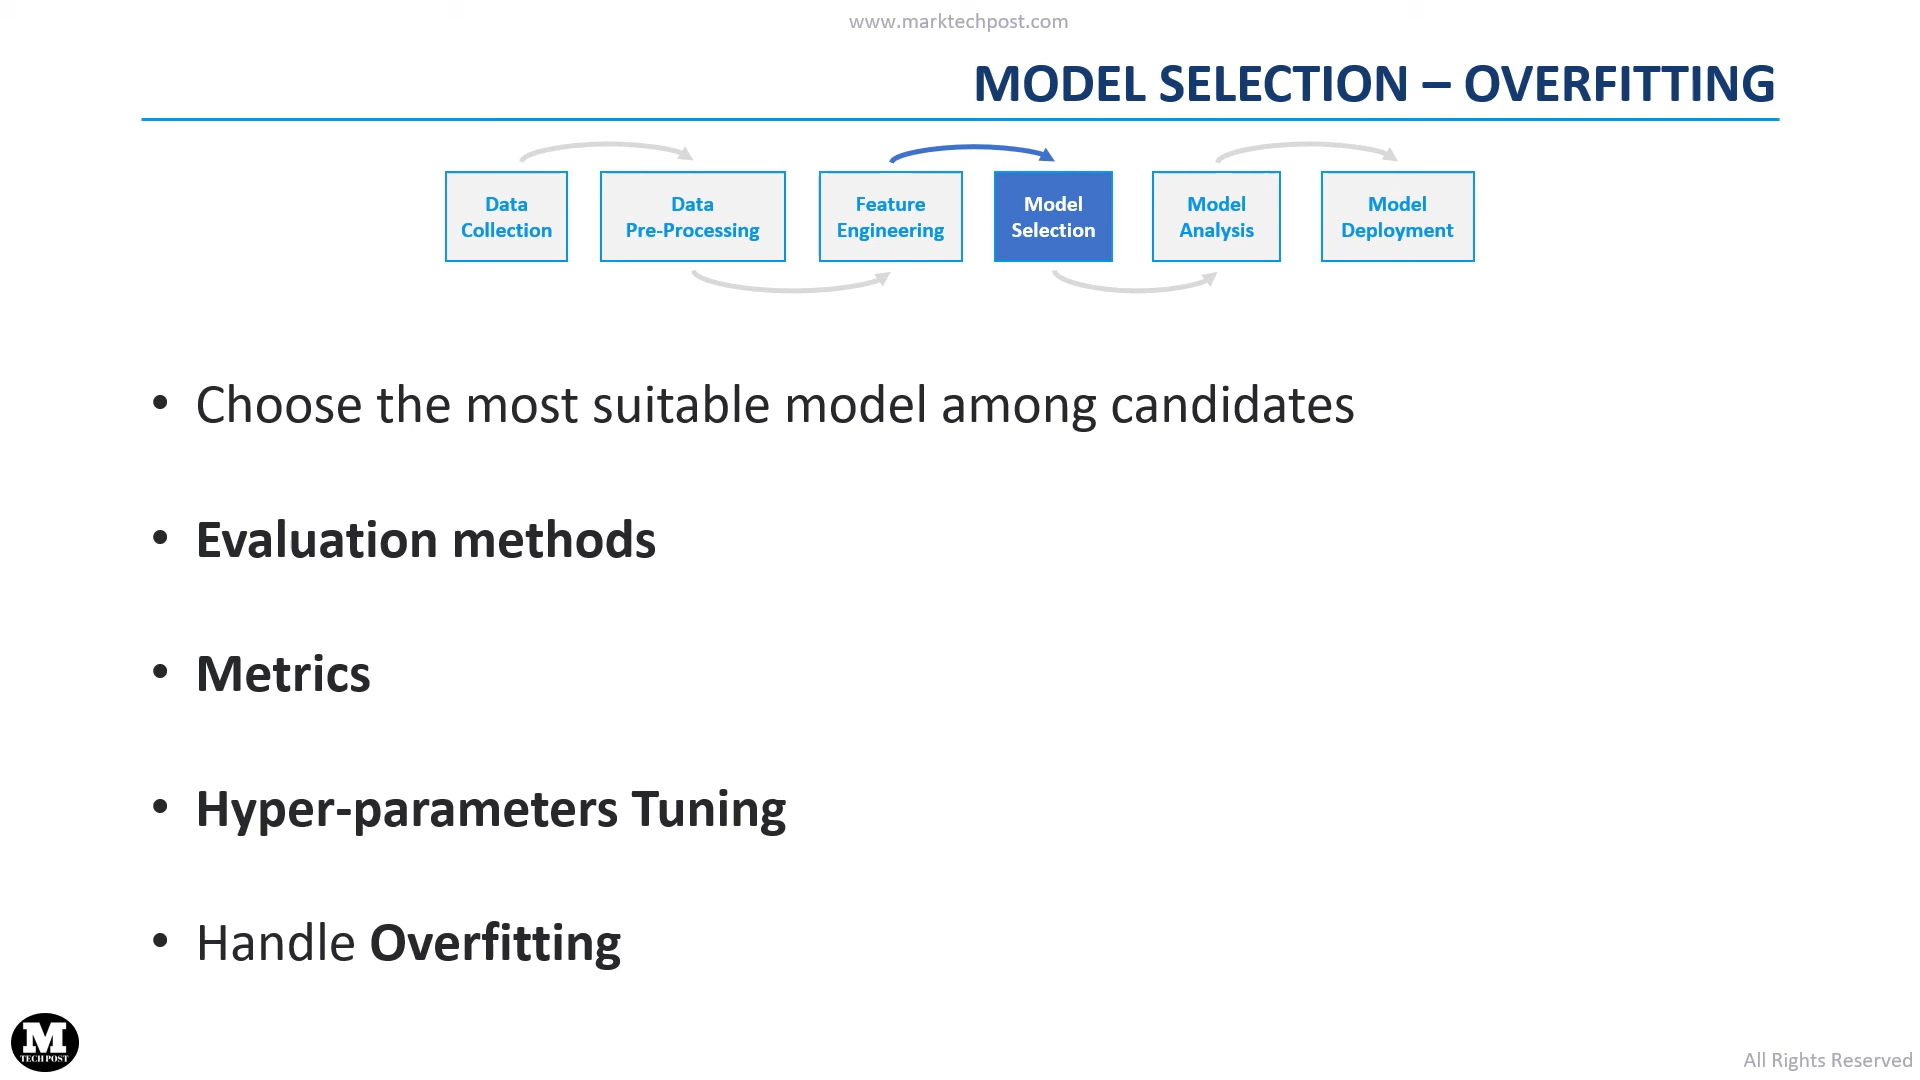 www.marktechpost.com
MODEL SELECTION – OVERFITTING
Data
Collection
Data
Pre-Processing
Feature
Engineering
Model
Selection
Model
Analysis
Model
Deployment
• Choose the most suitable model among candidates
• Evaluation methods
• Metrics
• Hyper-parameters Tuning
• Handle Overfitting
M
TECH POST
All Rights Reserved